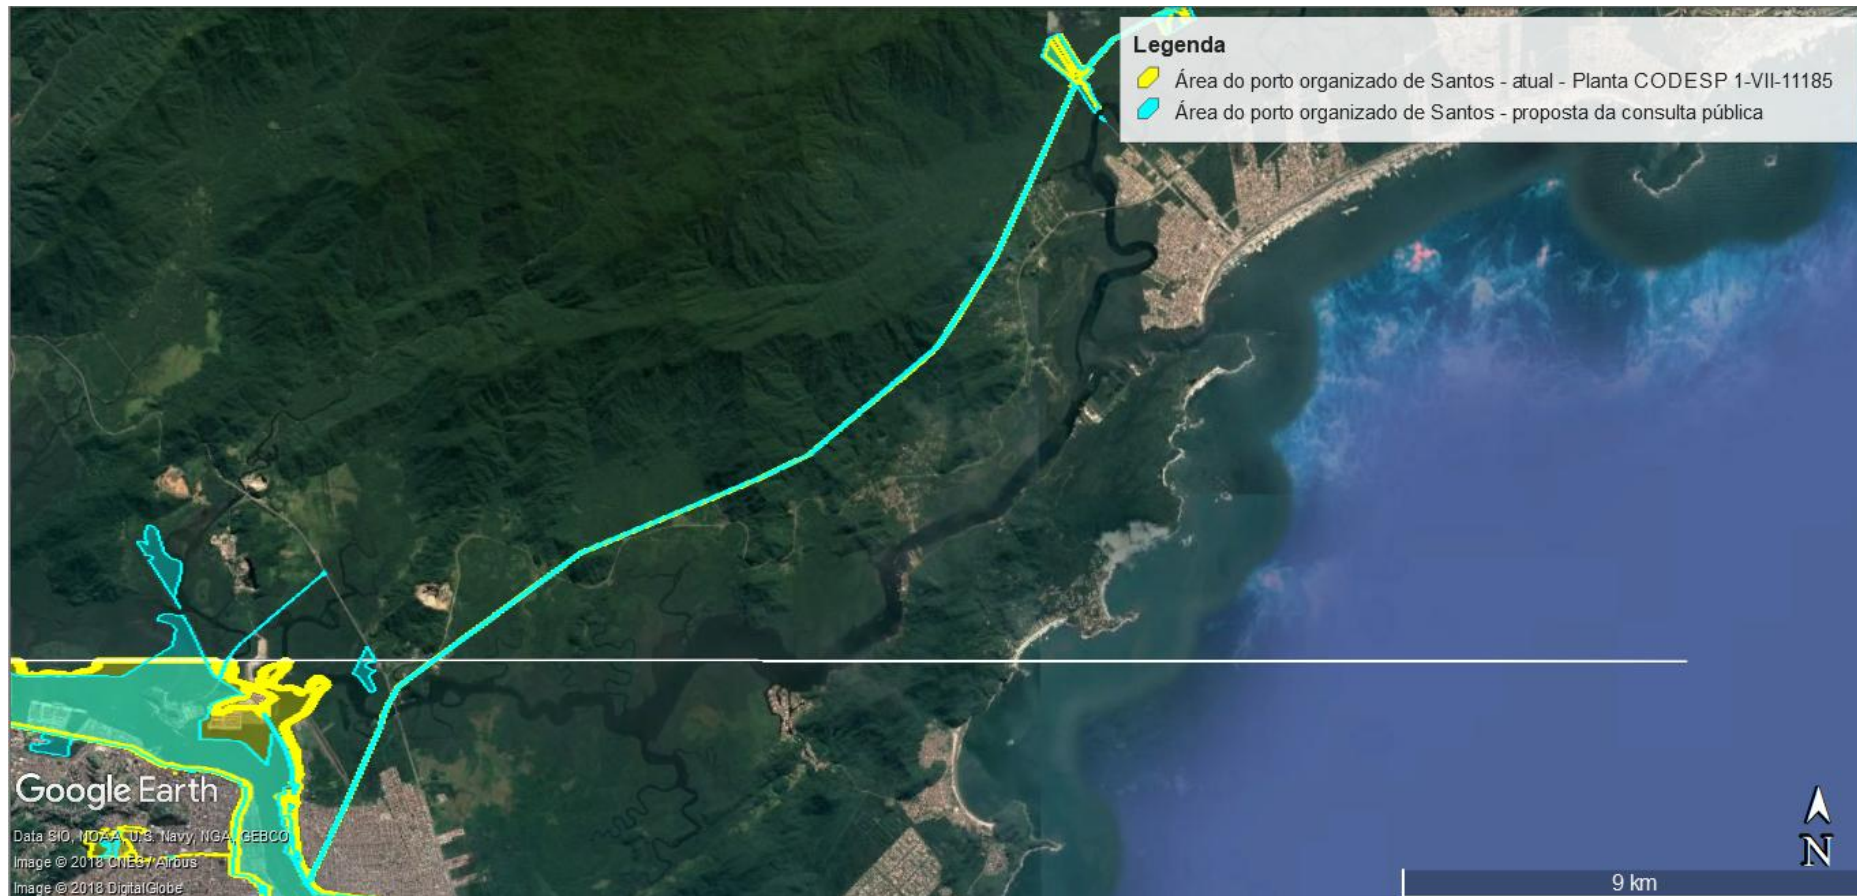 Legenda
Área do porto organizado de Santos - atual - Planta CODESP 1-VII-11185
Área do porto organizado de Santos - proposta da consulta pública
Google Earth
Data SIO, NOAA, U.S. Navy, NGA, GEBCO
Image © 2018 CNES / Airbus
Image © 2018 DigitalGlobe
N
9 km